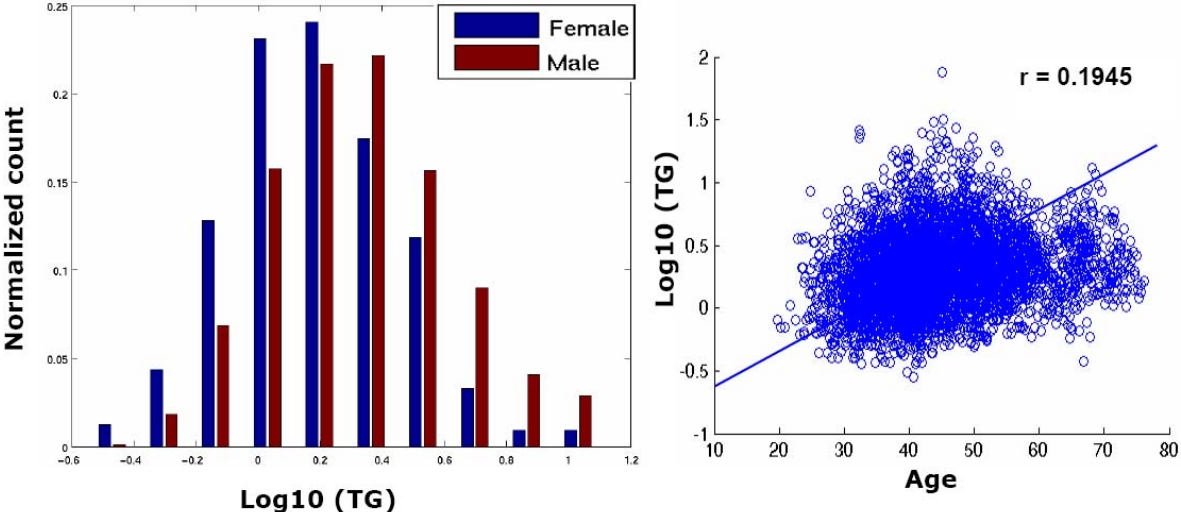 0.25
0.2
0.15
0.1
0.05
0
-0.6 -0.4 -0.2 0 0.2 0.4 0.6 0.8 1 1.2
Normalized count
Log10 (TG)
Female
Male
2
1.5
1
0.5
0
-0.5
-1
10 20 30 40 50 60 70 80
Log10 (TG)
Age
r = 0.1945